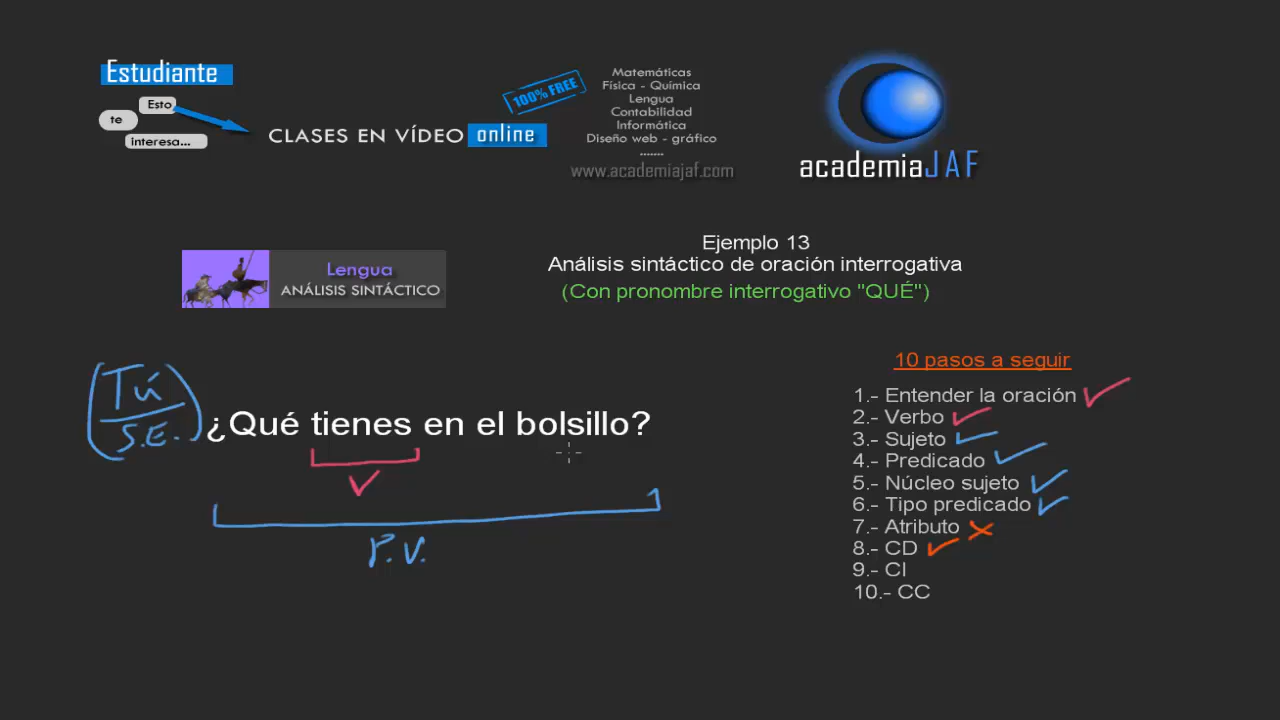 Estudiante
Esto
te
interesa...
CLASES EN VÍDEO online
100% FREE
Matemáticas
Física - Química
Lengua
Contabilidad
Informática
Diseño web - gráfico
.......
www.academiajaf.com
academiaJAF
Lengua
ANÁLISIS SINTÁCTICO
Ejemplo 13
Análisis sintáctico de oración interrogativa
(Con pronombre interrogativo "QUÉ")
(Tú)
S.E.
¿Qué tienes en el bolsillo?
P.V.
10 pasos a seguir
1.- Entender la oración
2.- Verbo
3.- Sujeto
4.- Predicado
5.- Núcleo sujeto
6.- Tipo predicado
7.- Atributo
8.- CD
9.- CI
10.- CC